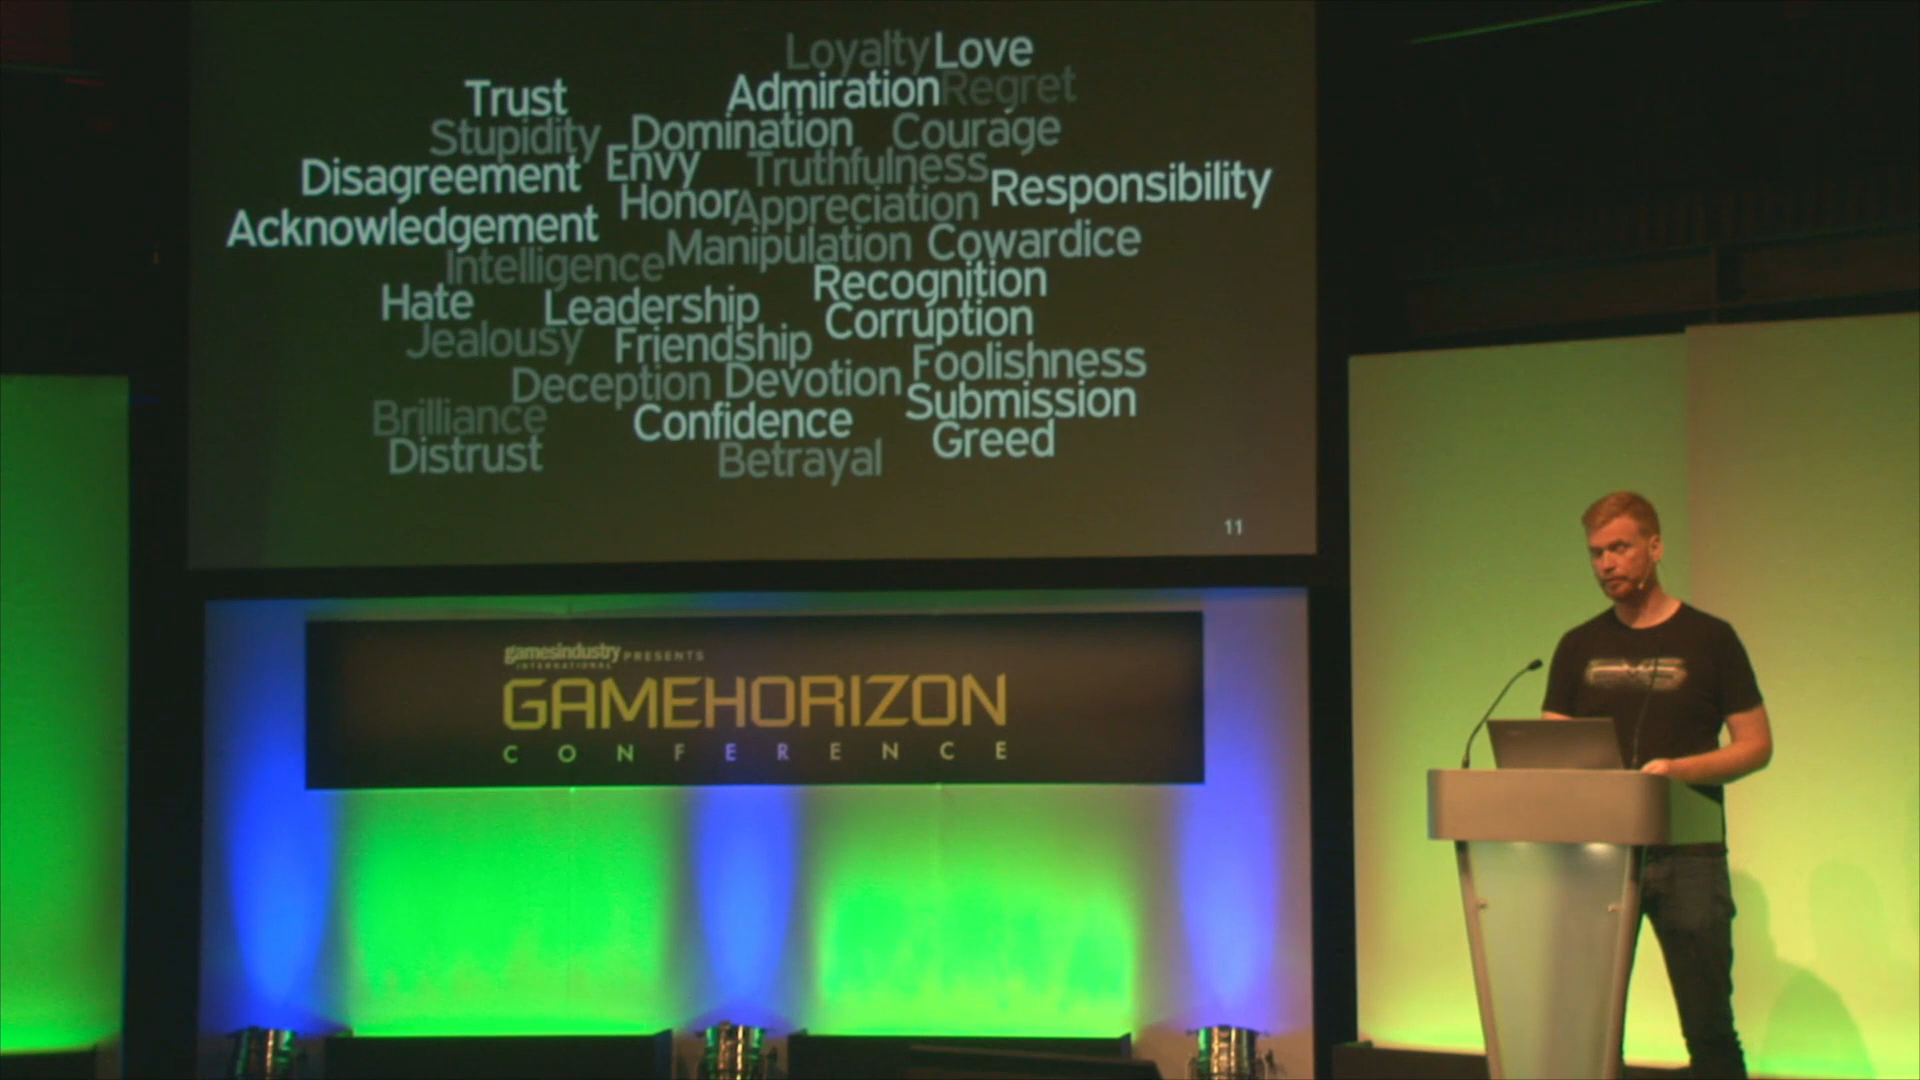 Loyalty Love
Trust Admiration Regret
Stupidity Domination Courage
Disagreement Envy Truthfulness Responsibility
Acknowledgement Honor Appreciation
Intelligence Manipulation Cowardice
Hate Leadership Recognition
Jealousy Friendship Corruption
Deception Devotion Foolishness
Brilliance Confidence Submission
Distrust Betrayal Greed
11
gamesindustry PRESENTS
INTERNATIONAL
GAMEHORIZON
CONFERENCE